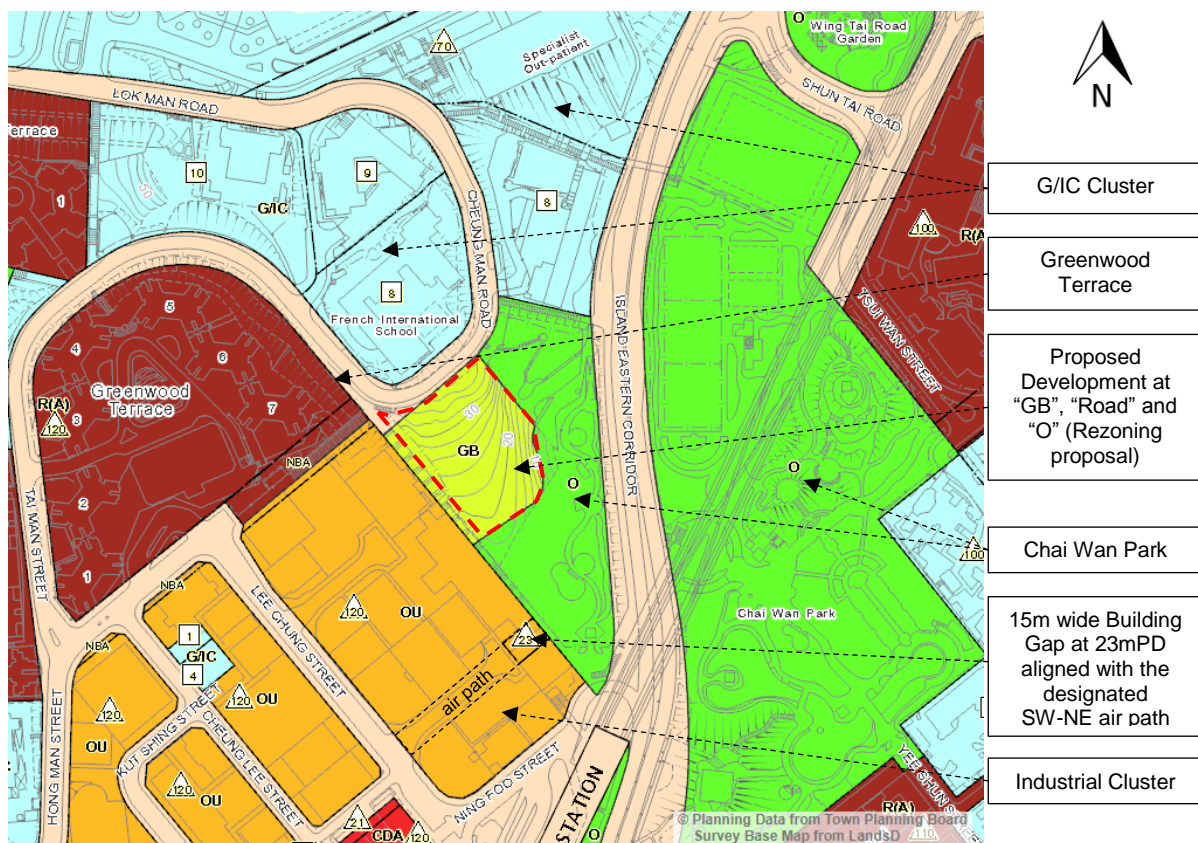 O
Wing Tai Road
Garden
70
Specialist
Out-patient
N
LOK MAN ROAD
SHUN TAI ROAD
Terrace
10
9
G/IC Cluster
50
8
1
G/IC
CHEUNG MAN ROAD
100
R(A)
Greenwood
Terrace
5
8
ISLAND EASTERN CORRIDOR
TSUI WAN STREET
French International
School
4
6
Proposed
Development at
“GB”, “Road” and
“O” (Rezoning
proposal)
Greenwood
Terrace
7
30
R(A)
120
3
GB
20
10
O
O
NBA
TAI MAN STREET
2
Chai Wan Park
100
1
NBA
LEE CHUNG STREET
120
OU
Chai Wan Park
15m wide Building
Gap at 23mPD
aligned with the
designated
SW-NE air path
NBA
1
G/IC
4
23
air path
120
OU
120
OU
HONG MAN STREET
KUT SHING STREET
CHEUNG LEE STREET
120
OU
NING FOO STREET
STATION
YEE SHUN STREET
Industrial Cluster
21
CDA
120
O
R(A)
110
© Planning Data from Town Planning Board
Survey Base Map from LandsD